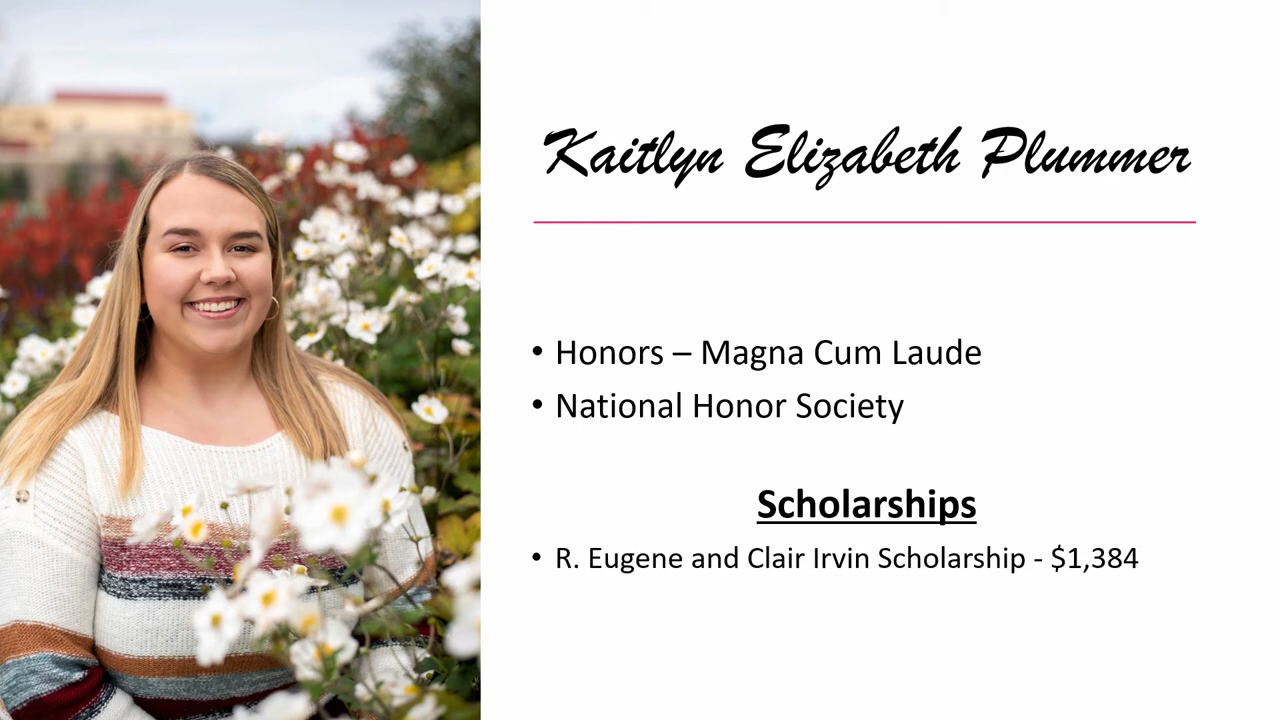 Kaitlyn Elizabeth Plummer
• Honors – Magna Cum Laude
• National Honor Society
Scholarships
• R. Eugene and Clair Irvin Scholarship - $1,384